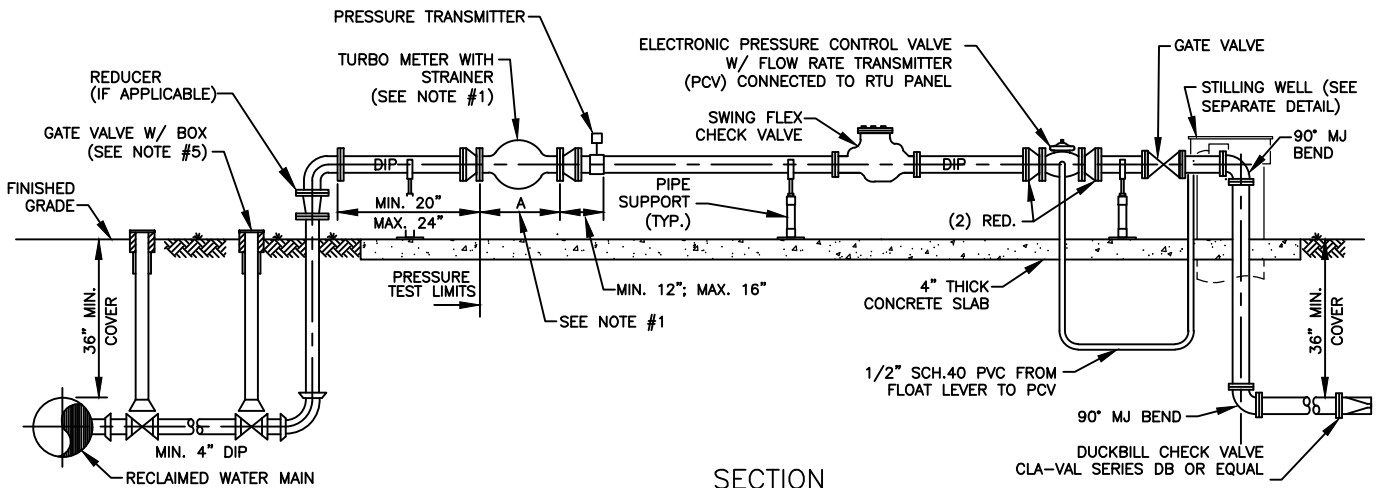 PRESSURE TRANSMITTER
TURBO METER WITH
STRAINER
(SEE NOTE #1)
REDUCER
(IF APPLICABLE)
GATE VALVE W/ BOX
(SEE NOTE #5)
FINISHED
GRADE
ELECTRONIC PRESSURE CONTROL VALVE
W/ FLOW RATE TRANSMITTER
(PCV) CONNECTED TO RTU PANEL
SWING FLEX
CHECK VALVE
GATE VALVE
STILLING WELL (SEE
SEPARATE DETAIL)
90° MJ
BEND
DIP
DIP
MIN. 20"
MAX. 24"
A
PIPE
SUPPORT
(TYP.)
(2) RED.
PRESSURE
TEST LIMITS
MIN. 12"; MAX. 16"
SEE NOTE #1
4" THICK
CONCRETE SLAB
36" MIN.
COVER
36" MIN.
COVER
1/2" SCH.40 PVC FROM
FLOAT LEVER TO PCV
90° MJ BEND
MIN. 4" DIP
RECLAIMED WATER MAIN
DUCKBILL CHECK VALVE
CLA-VAL SERIES DB OR EQUAL
SECTION